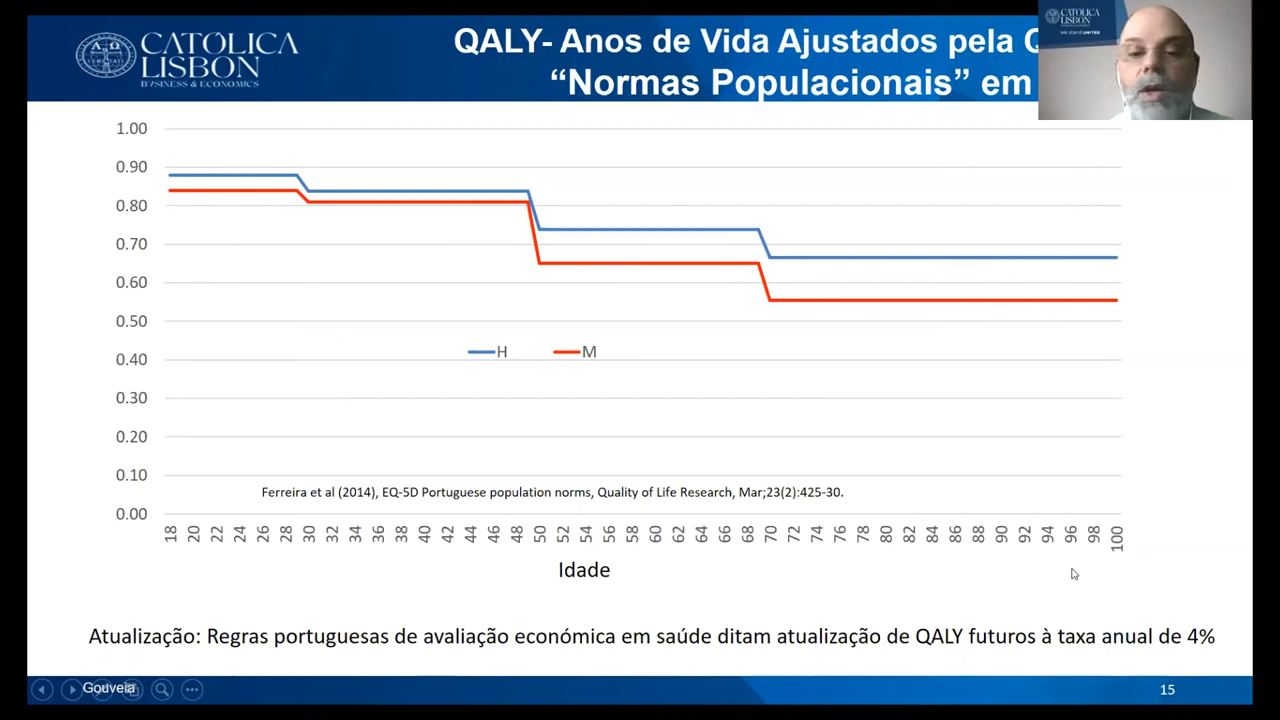 CATÓLICA
LISBON
BUSINESS & ECONOMICS
QALY- Anos de Vida Ajustados pela
“Normas Populacionais” em
CATÓLICA
LISBON
UNITED
1.00
0.90
0.80
0.70
0.60
0.50
0.40
0.30
0.20
0.10
0.00
H M
Ferreira et al (2014), EQ-5D Portuguese population norms, Quality of Life Research, Mar;23(2):425-30.
18 20 22 24 26 28 30 32 34 36 38 40 42 44 46 48 50 52 54 56 58 60 62 64 66 68 70 72 74 76 78 80 82 84 86 88 90 92 94 96 98 100
Idade
Atualização: Regras portuguesas de avaliação económica em saúde ditam atualização de QALY futuros à taxa anual de 4%
Gouveia
15